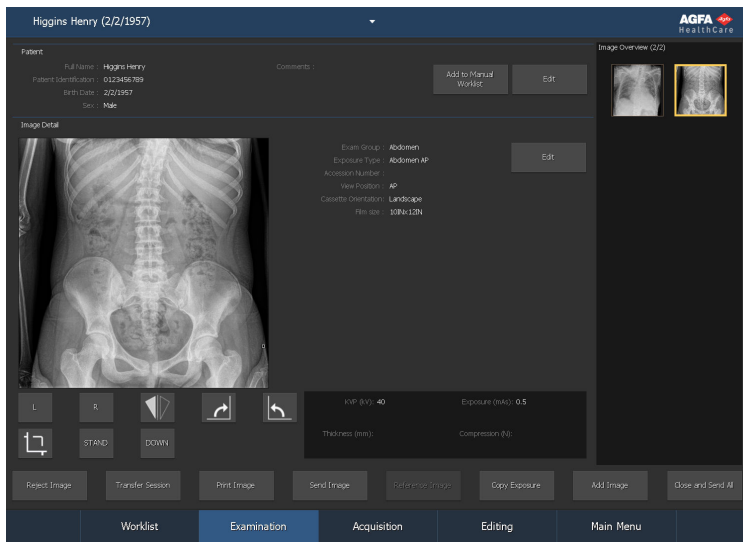 Higgins Henry (2/2/1957)
AGFA
HealthCare
Patient
Full Name : Higgins Henry
Comments :
Patient Identification : 0123456789
Birth Date : 2/2/1957
Sex : Male
Add to Manual
Worklist
Edit
Image Overview (2/2)
Image Detail
Exam Group : Abdomen
Exposure Type : Abdomen AP
Accession Number :
View Position : AP
Cassette Orientation: Landscape
Film size : 10INx12IN
Edit
L
R
STAND
DOWN
KVP (kV): 40
Exposure (mAs): 0.5
Thickness (mm):
Compression (N):
Reject Image
Transfer Session
Print Image
Send Image
Reference Image
Copy Exposure
Add Image
Close and Send All
Worklist
Examination
Acquisition
Editing
Main Menu